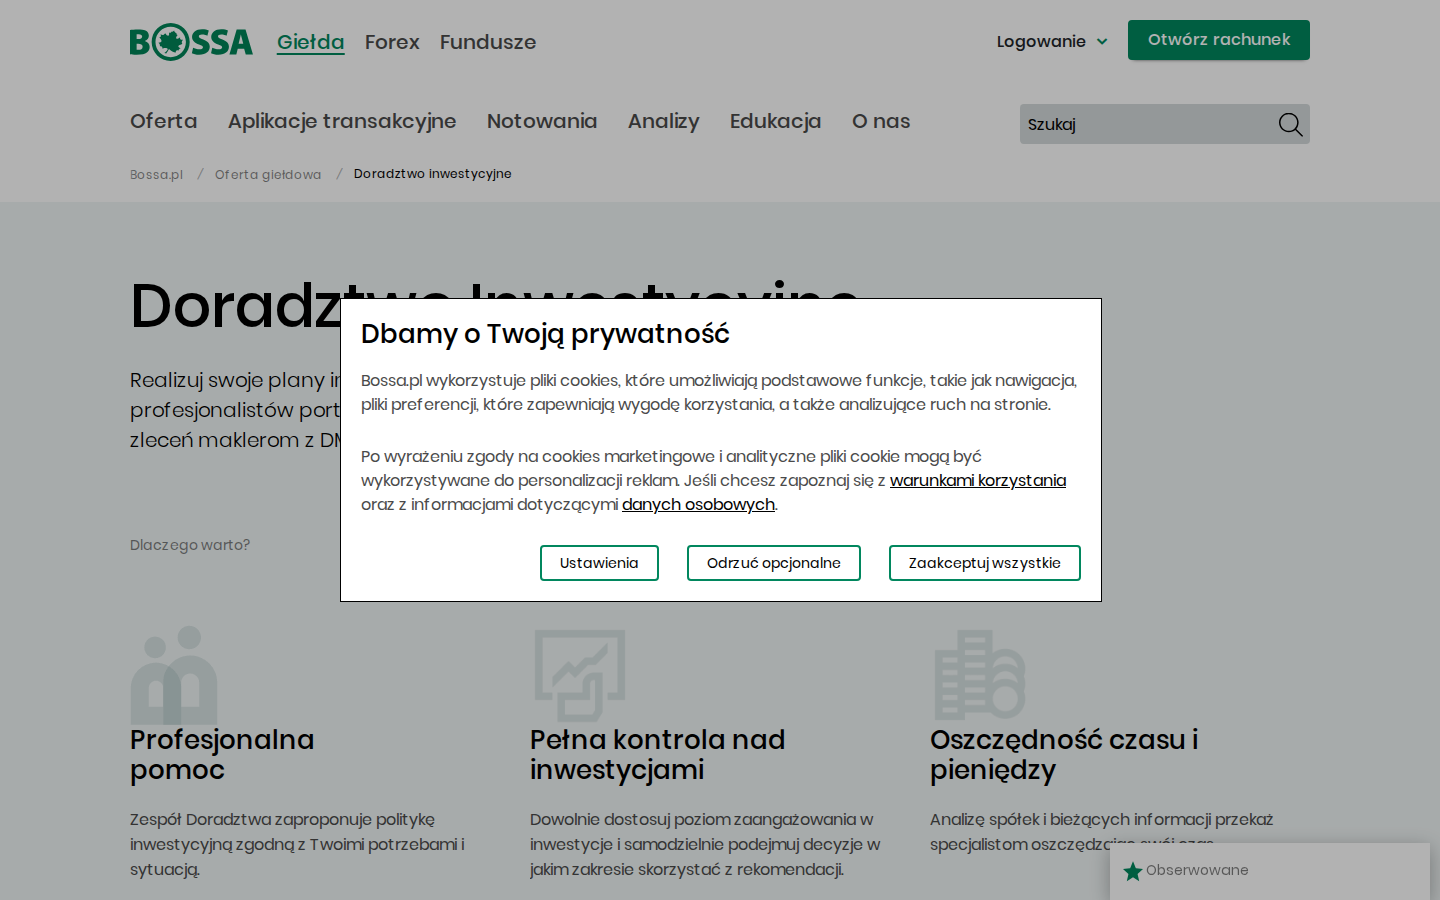 BOSSA
Giełda Forex Fundusze
Logowanie
Otwórz rachunek
Oferta Aplikacje transakcyjne Notowania Analizy Edukacja O nas
Szukaj
Bossa.pl / Oferta giełdowa / Doradztwo inwestycyjne
Doradztwo Inwestycyjne
Realizuj swoje plany
profesjonalistów
zleceń maklerom z
Dbamy o Twoją prywatność
Bossa.pl wykorzystuje pliki cookies, które umożliwiają podstawowe funkcje, takie jak nawigacja,
pliki preferencji, które zapewniają wygodę korzystania, a także analizujące ruch na stronie.
Po wyrażeniu zgody na cookies marketingowe i analityczne pliki cookie mogą być
wykorzystywane do personalizacji reklam. Jeśli chcesz zapoznaj się z warunkami korzystania
oraz z informacjami dotyczącymi danych osobowych.
Ustawienia
Odrzuć opcjonalne
Zaakceptuj wszystkie
Dlaczego warto?
Profesjonalna
pomoc
Zespół Doradztwa zaproponuje politykę
inwestycyjną zgodną z Twoimi potrzebami i
sytuacją.
Pełna kontrola nad
inwestycjami
Dowolnie dostosuj poziom zaangażowania w
inwestycje i samodzielnie podejmuj decyzje w
jakim zakresie skorzystać z rekomendacji.
Oszczędność czasu i
pieniędzy
Analizę spółek i bieżących informacji przekaż
specjalistom oszczędzając swój czas
Obserwowane